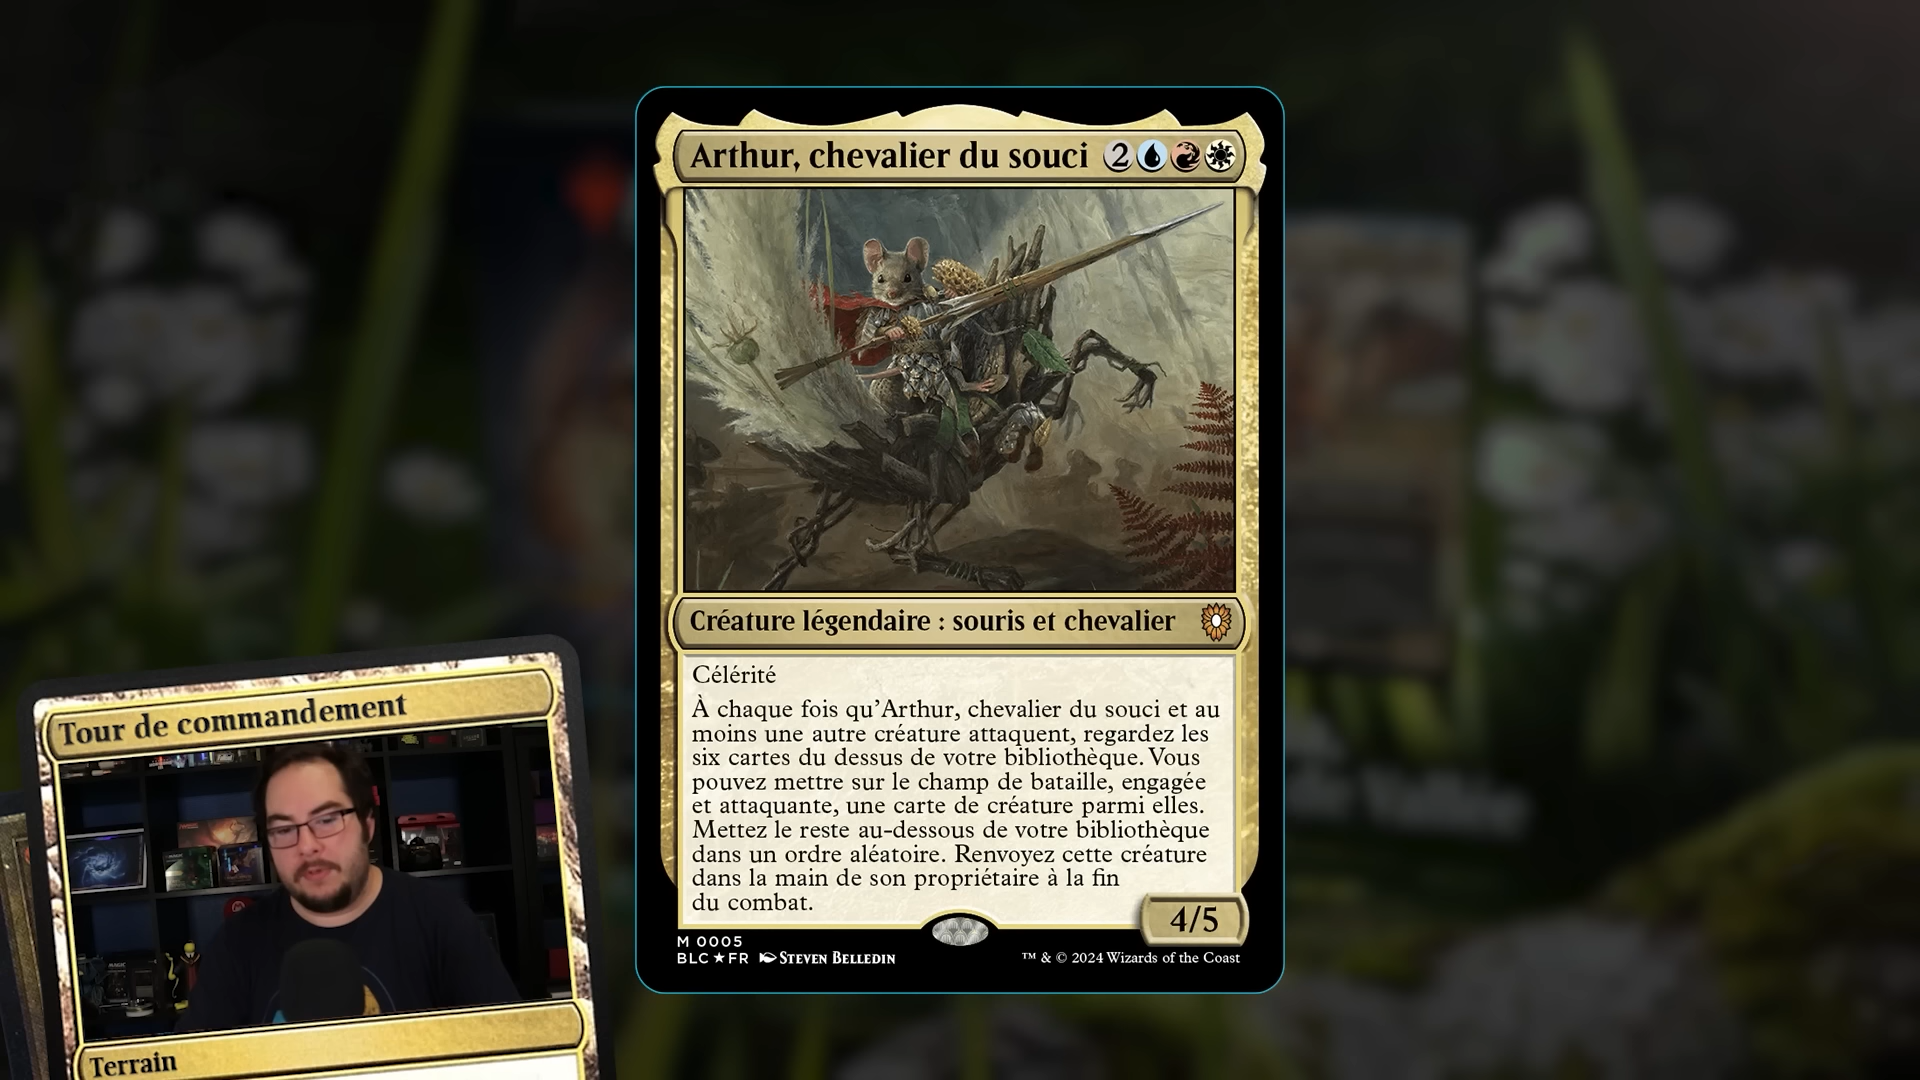 Arthur, chevalier du souci 2
Créature légendaire : souris et chevalier
Célérité
À chaque fois qu'Arthur, chevalier du souci et au
moins une autre créature attaquent, regardez les
six cartes du dessus de votre bibliothèque. Vous
pouvez mettre sur le champ de bataille, engagée
et attaquante, une carte de créature parmi elles.
Mettez le reste au-dessous de votre bibliothèque
dans un ordre aléatoire. Renvoyez cette créature
dans la main de son propriétaire à la fin
du combat.
4/5
M 0005
BLC★FR STEVEN BELLEDIN
™ & © 2024 Wizards of the Coast
Tour de commandement
Terrain